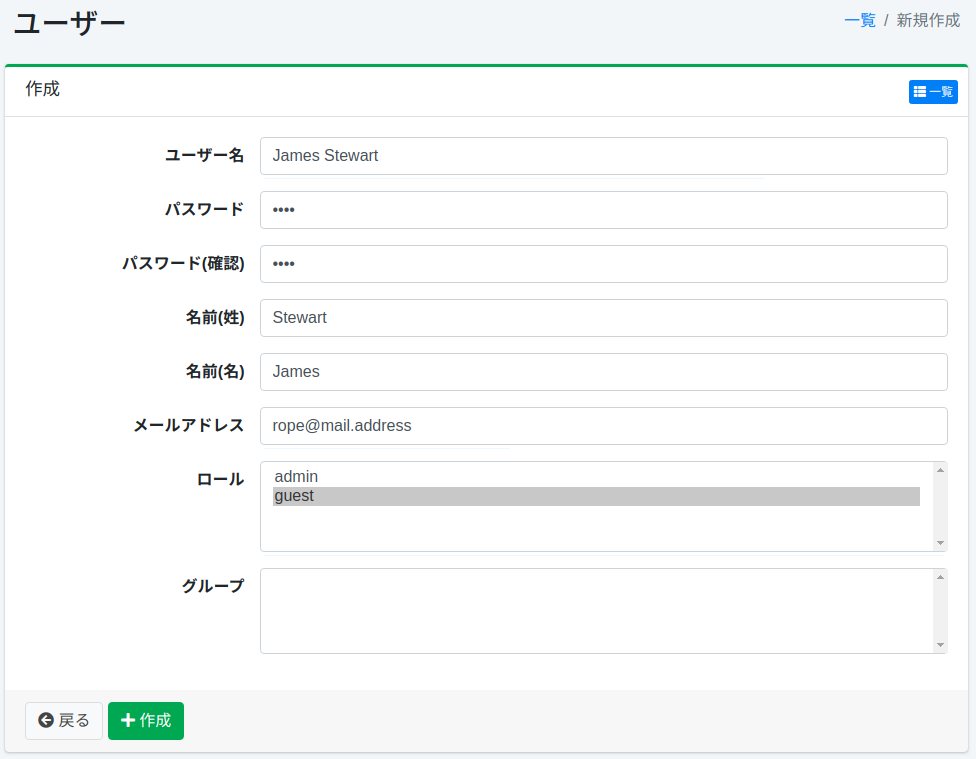 ユーザー
一覧 / 新規作成
作成
一覧
ユーザー名 James Stewart
パスワード ••••
パスワード(確認) ••••
名前(姓) Stewart
名前(名) James
メールアドレス rope@mail.address
ロール admin
guest
グループ
戻る 作成